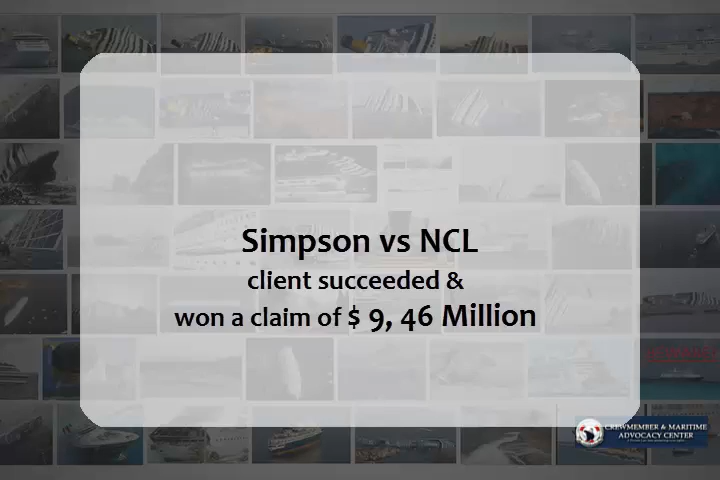 Simpson vs NCL
client succeeded &
won a claim of $ 9, 46 Million
CREWMEMBER & MARITIME
ADVOCACY CENTER